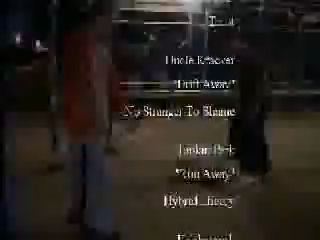 Uncle Kracker
"Drift Away"
No Stranger To Shame
Linkin Park
"Run Away"
Hybrid Theory